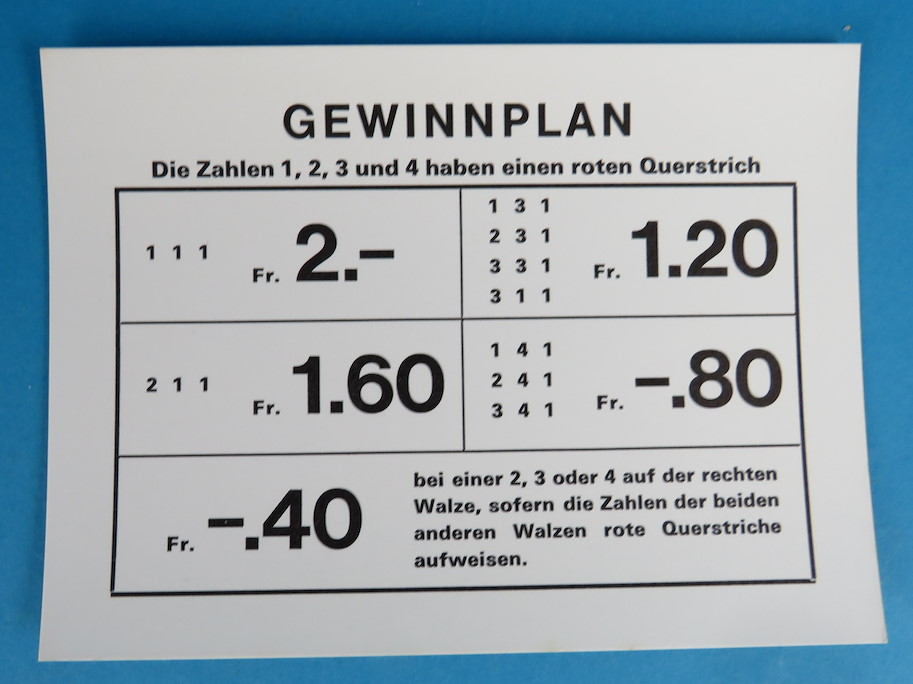 GEWINNPLAN
Die Zahlen 1, 2, 3 und 4 haben einen roten Querstrich
1 1 1
Fr. 2.–
1 3 1
2 3 1
3 3 1
3 1 1
Fr. 1.20
2 1 1
Fr. 1.60
1 4 1
2 4 1
3 4 1
Fr. –.80
Fr. –.40
bei einer 2, 3 oder 4 auf der rechten
Walze, sofern die Zahlen der beiden
anderen Walzen rote Querstriche
aufweisen.